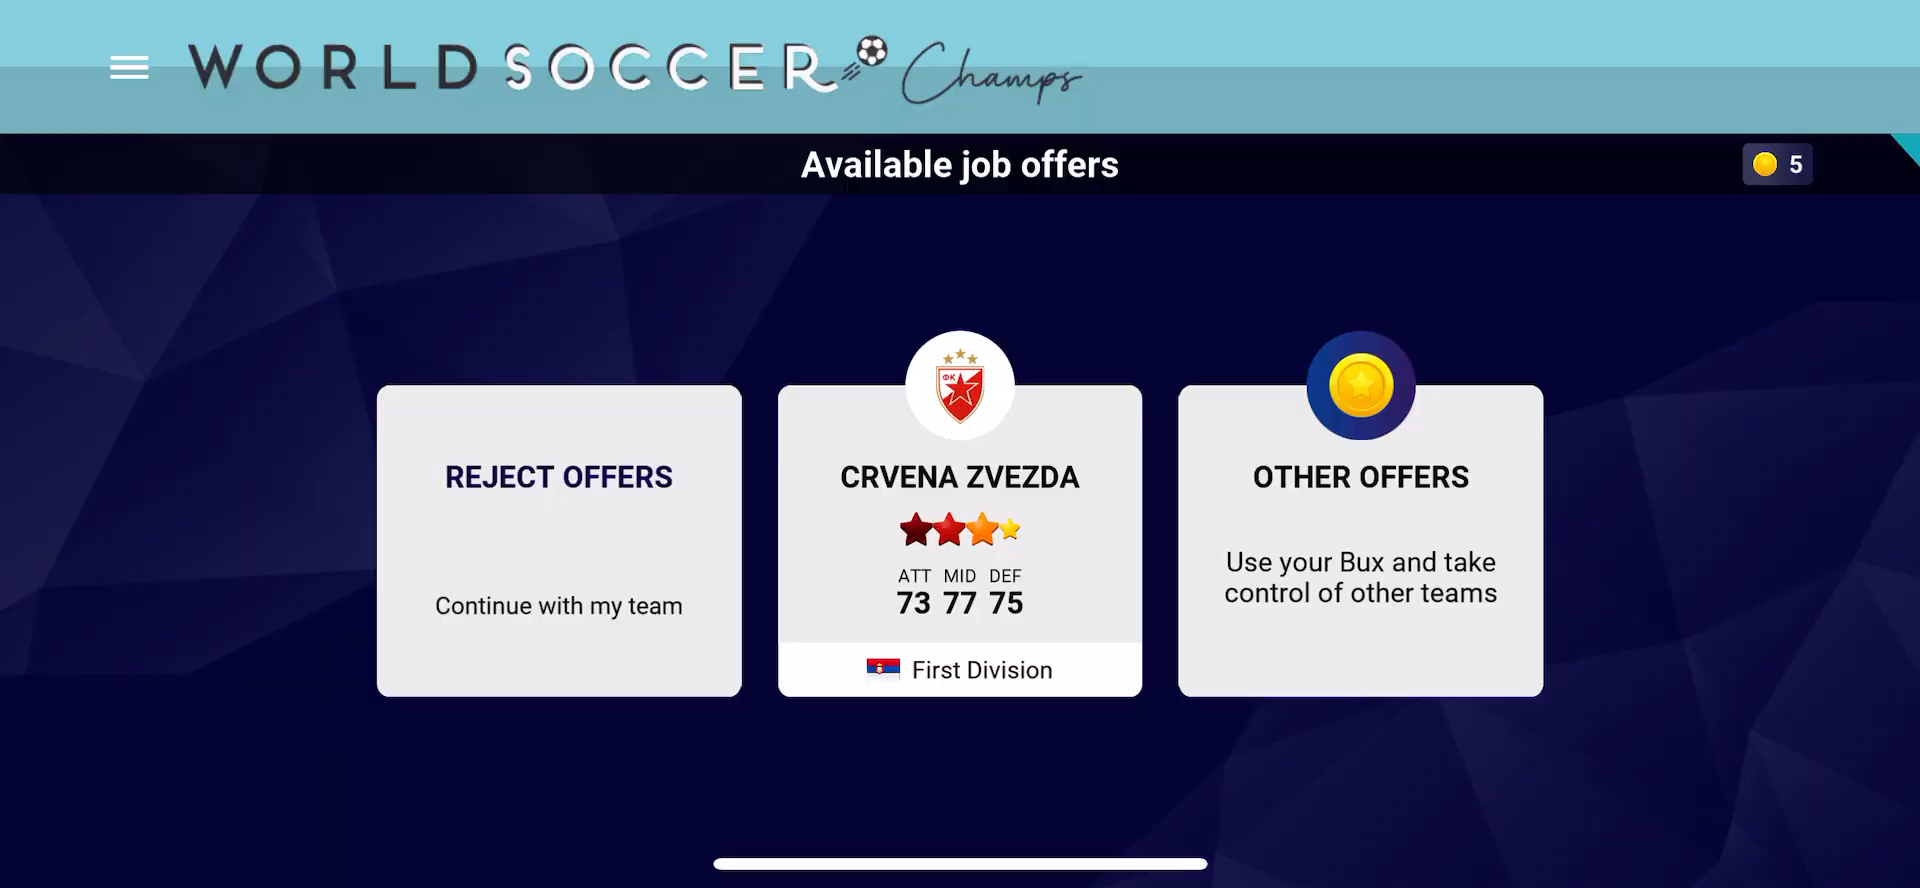 WORLD SOCCER Champs
Available job offers
5
REJECT OFFERS
Continue with my team
ФК
CRVENA ZVEZDA
ATT MID DEF
73 77 75
First Division
OTHER OFFERS
Use your Bux and take
control of other teams